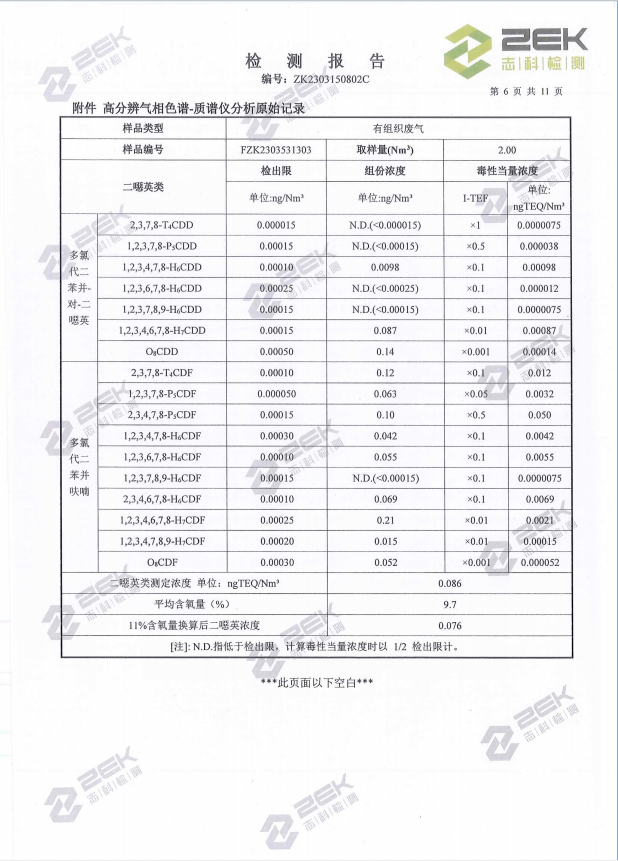 ZEK
志科检测
检 测 报 告
编号：ZK2303150802C
第 6 页 共 11 页
附件 高分辨气相色谱-质谱仪分析原始记录
样品类型 有组织废气
样品编号 FZK2303531303 取样量(Nm³) 2.00
二噁英类 检出限 组份浓度 毒性当量浓度
单位:ng/Nm³ 单位:ng/Nm³ I-TEF 单位: ngTEQ/Nm³
多氯代二苯并-对-二噁英
2,3,7,8-T₄CDD 0.000015 N.D.(<0.000015) ×1 0.0000075
1,2,3,7,8-P₅CDD 0.00015 N.D.(<0.00015) ×0.5 0.000038
1,2,3,4,7,8-H₆CDD 0.00010 0.0098 ×0.1 0.00098
1,2,3,6,7,8-H₆CDD 0.00025 N.D.(<0.00025) ×0.1 0.000012
1,2,3,7,8,9-H₆CDD 0.00015 N.D.(<0.00015) ×0.1 0.0000075
1,2,3,4,6,7,8-H₇CDD 0.00015 0.087 ×0.01 0.00087
O₈CDD 0.00050 0.14 ×0.001 0.00014
多氯代二苯并呋喃
2,3,7,8-T₄CDF 0.00010 0.12 ×0.1 0.012
1,2,3,7,8-P₅CDF 0.000050 0.063 ×0.05 0.0032
2,3,4,7,8-P₅CDF 0.00015 0.10 ×0.5 0.050
1,2,3,4,7,8-H₆CDF 0.00030 0.042 ×0.1 0.0042
1,2,3,6,7,8-H₆CDF 0.00010 0.055 ×0.1 0.0055
1,2,3,7,8,9-H₆CDF 0.00015 N.D.(<0.00015) ×0.1 0.0000075
2,3,4,6,7,8-H₆CDF 0.00010 0.069 ×0.1 0.0069
1,2,3,4,6,7,8-H₇CDF 0.00025 0.21 ×0.01 0.0021
1,2,3,4,7,8,9-H₇CDF 0.00020 0.015 ×0.01 0.00015
O₈CDF 0.00030 0.052 ×0.001 0.000052
二噁英类测定浓度 单位：ngTEQ/Nm³ 0.086
平均含氧量（%） 9.7
11%含氧量换算后二噁英浓度 0.076
[注]: N.D.指低于检出限，计算毒性当量浓度时以 1/2 检出限计。
***此页面以下空白***